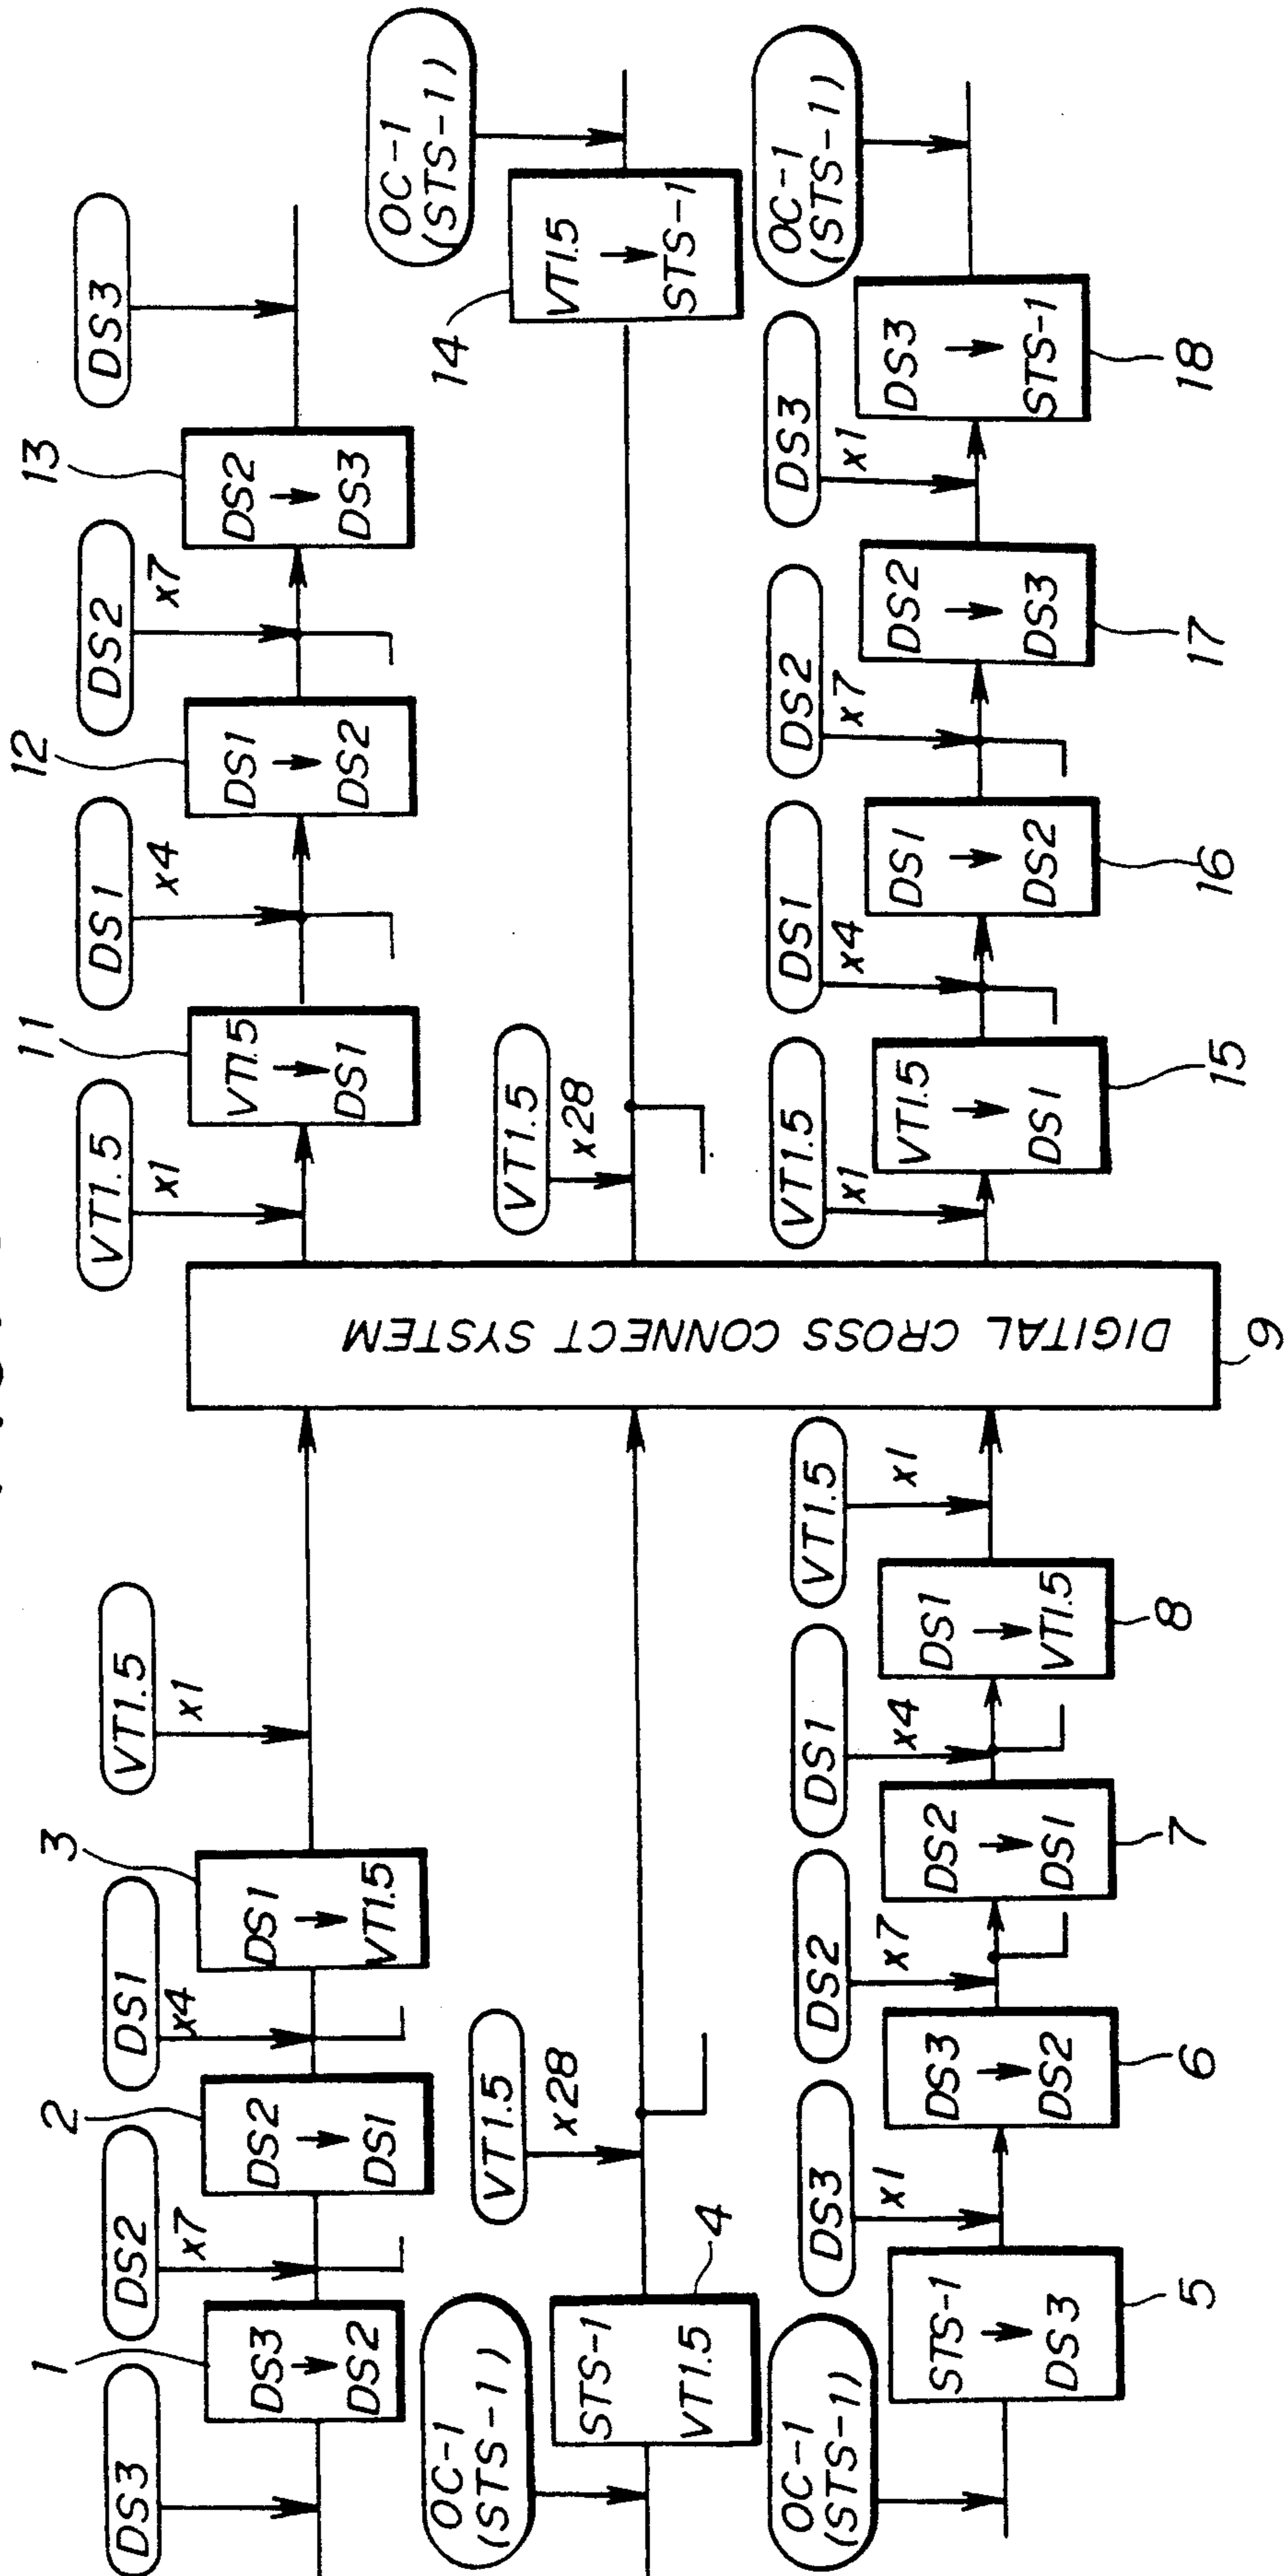 DS3
1
DS3
DS2
DS2
x7
2
DS2
DS1
DS1
x4
3
DS1
VT1.5
VT1.5
x1
OC-1
(STS-1)
STS-1
VT1.5
4
VT1.5
x28
OC-1
(STS-1)
STS-1
DS3
5
DS3
x1
DS3
DS2
6
DS2
x7
DS2
DS1
7
DS1
x4
DS1
VT1.5
8
VT1.5
x1
DIGITAL CROSS CONNECT SYSTEM
9
VT1.5
x1
11
VT1.5
DS1
DS1
x4
12
DS1
DS2
DS2
x7
13
DS2
DS3
DS3
VT1.5
x28
14
VT1.5
STS-1
OC-1
(STS-1)
VT1.5
x1
VT1.5
DS1
15
DS1
x4
DS1
DS2
16
DS2
x7
DS2
DS3
17
DS3
x1
DS3
STS-1
18
OC-1
(STS-1)